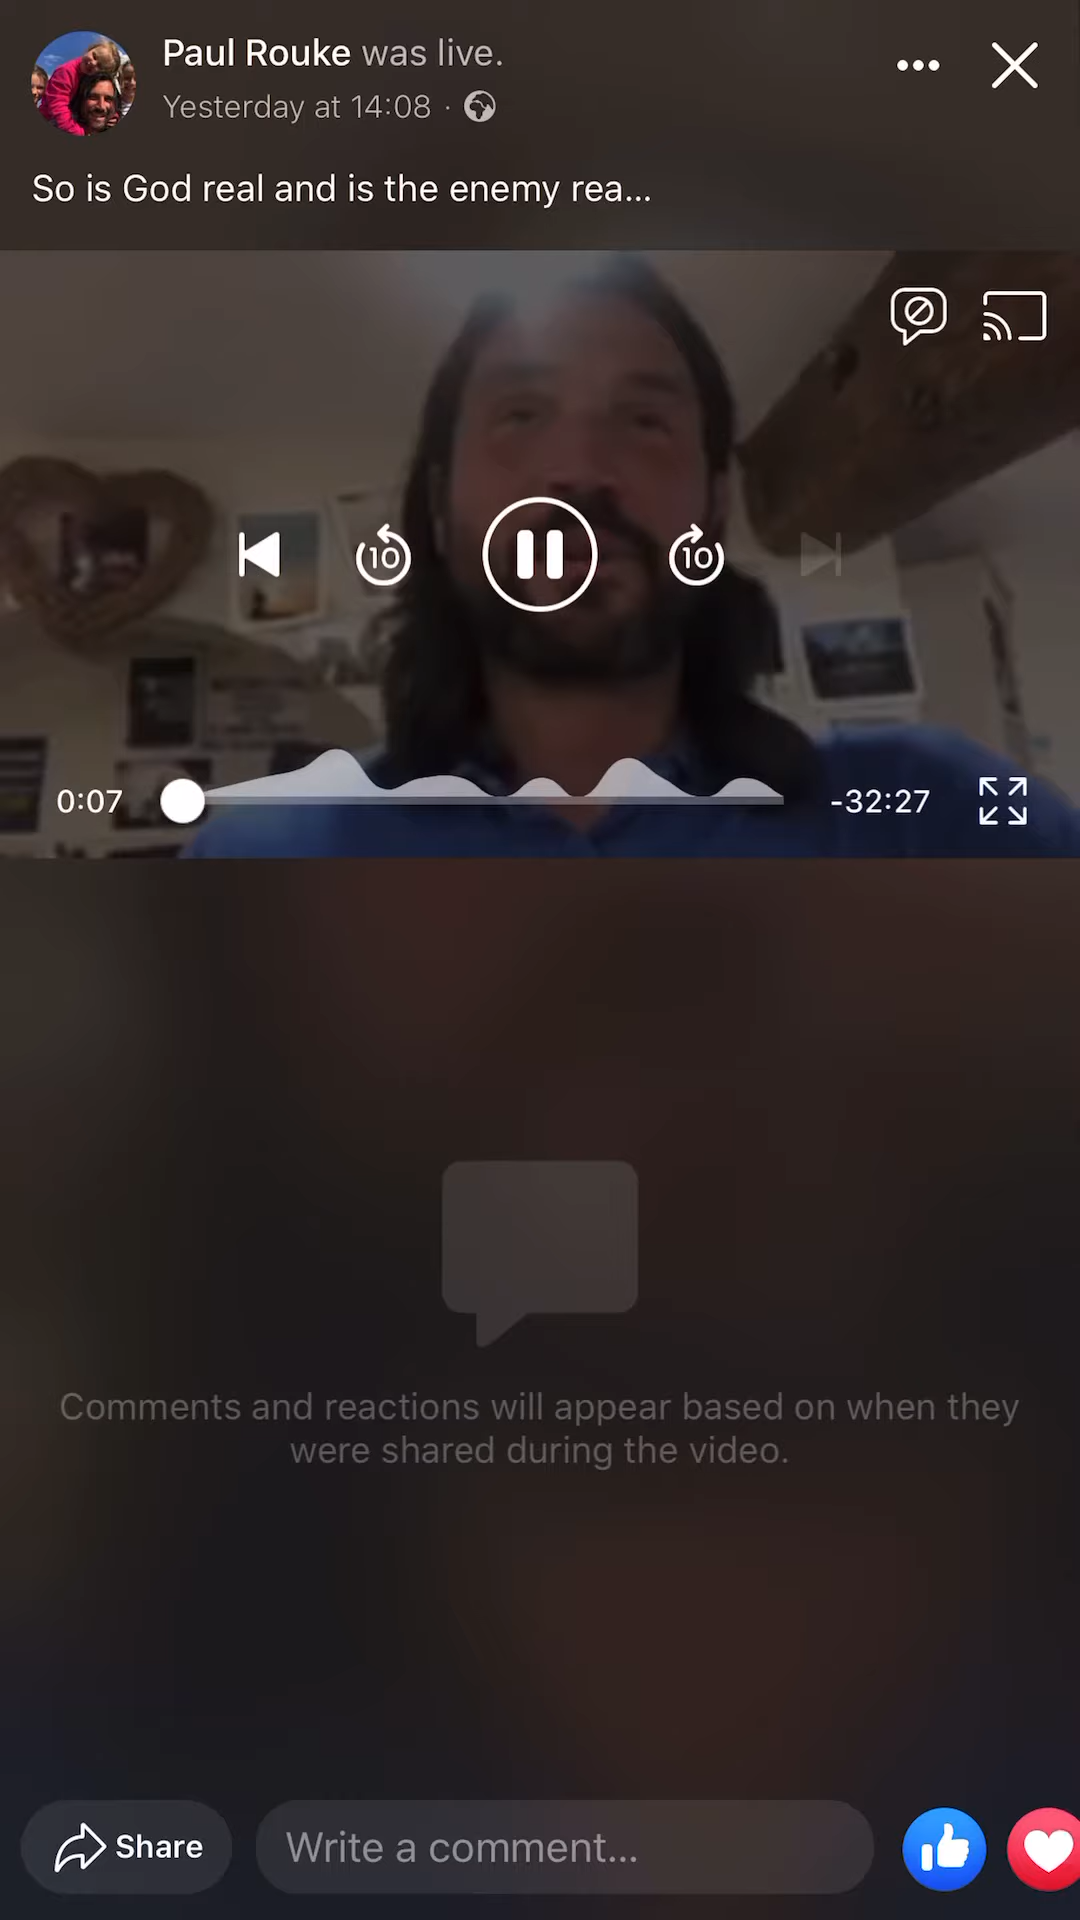 Paul Rouke was live.
Yesterday at 14:08 ·
So is God real and is the enemy rea...
10
10
0:07
-32:27
Comments and reactions will appear based on when they
were shared during the video.
Share
Write a comment...